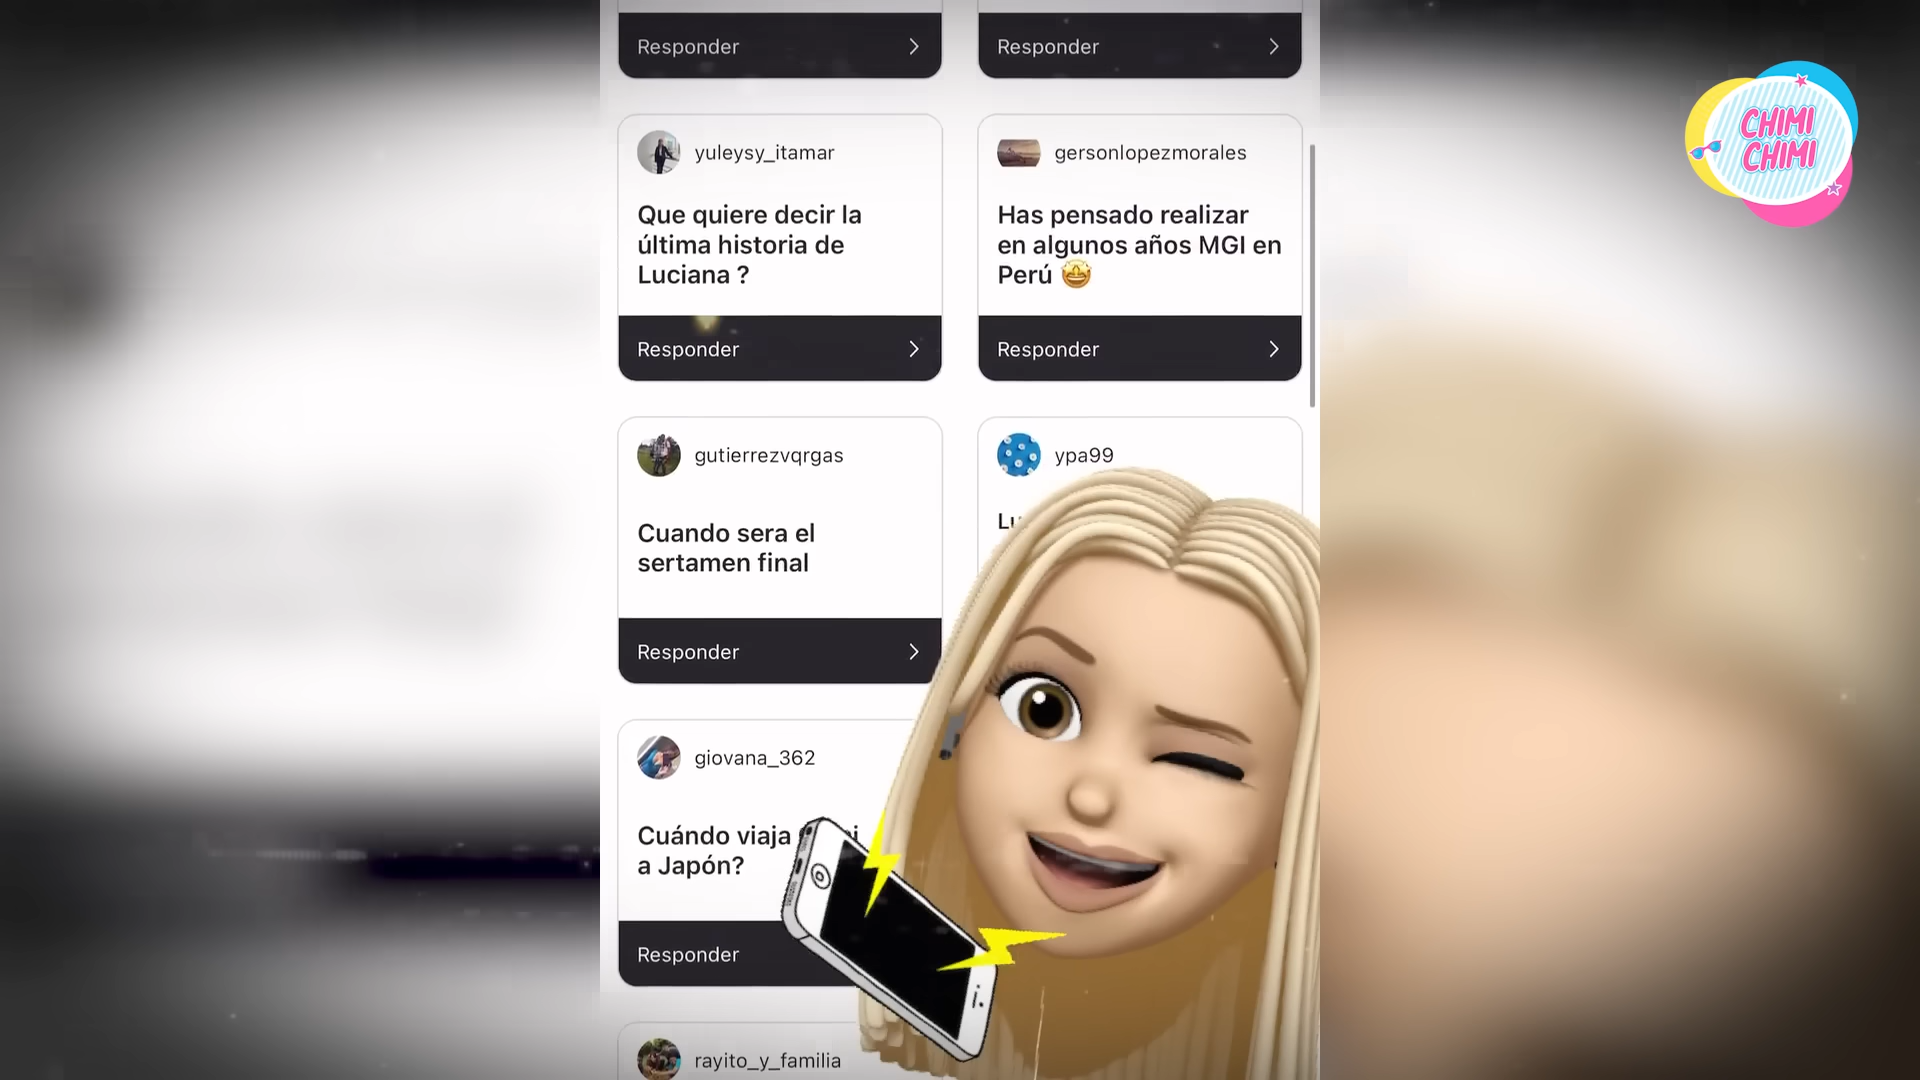 Responder
Responder
yuleysy_itamar
Que quiere decir la
última historia de
Luciana ?
Responder
gersonlopezmorales
Has pensado realizar
en algunos años MGI en
Perú 🤩
Responder
gutierrezvqrgas
Cuando sera el
sertamen final
Responder
ypa99
giovana_362
Cuándo viaja
a Japón?
Responder
rayito_y_familia
CHIMI
CHIMI